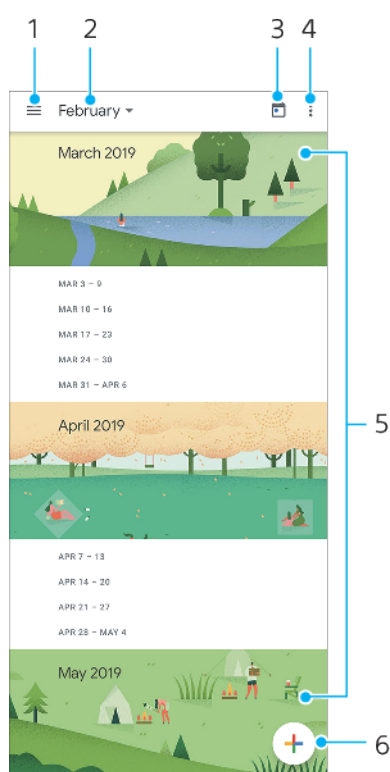 1 2 3 4
February
March 2019
MAR 3 – 9
MAR 10 – 16
MAR 17 – 23
MAR 24 – 30
MAR 31 – APR 6
5
April 2019
APR 7 – 13
APR 14 – 20
APR 21 – 27
APR 28 – MAY 4
May 2019
6